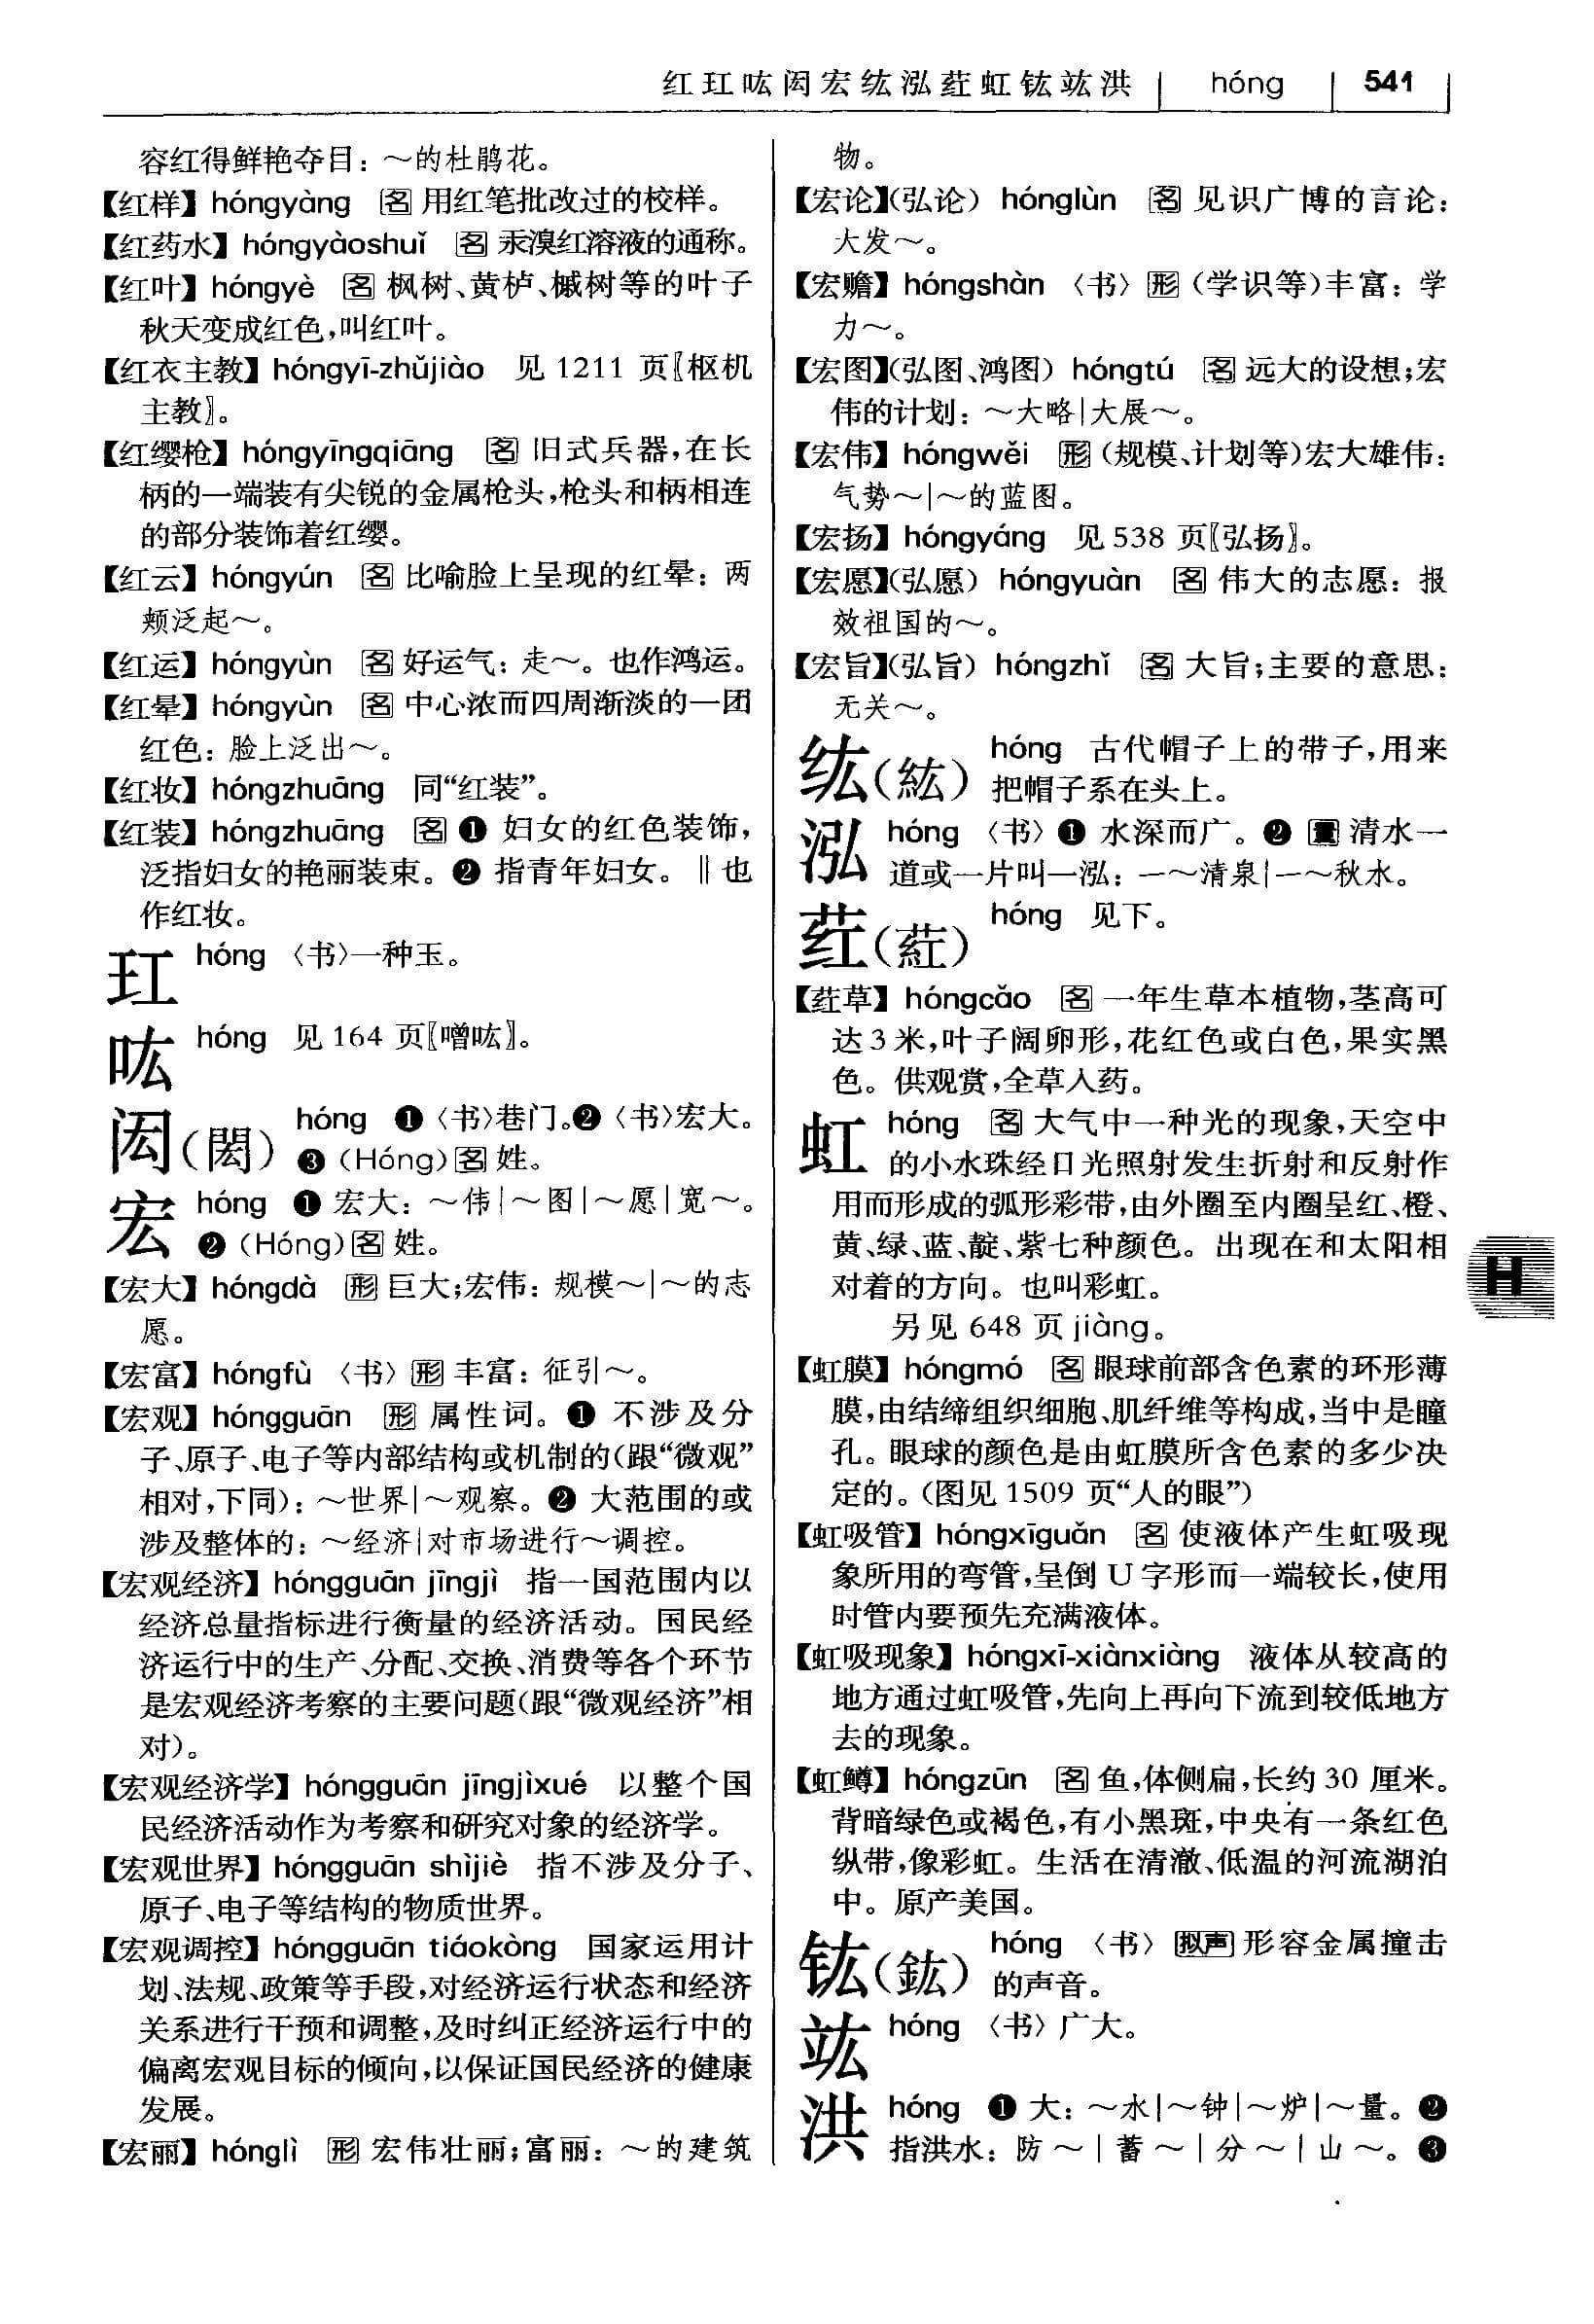 红玒吰闳宏纮泓荭虹鈜竑洪 hóng 541
容红得鲜艳夺目：～的杜鹃花。
【红样】hóngyàng 名 用红笔批改过的校样。
【红药水】hóngyàoshuǐ 名 汞溴红溶液的通称。
【红叶】hóngyè 名 枫树、黄栌、槭树等的叶子
秋天变成红色，叫红叶。
【红衣主教】hóngyī-zhǔjiào 见 1211 页〖枢机
主教〗。
【红缨枪】hóngyīngqiāng 名 旧式兵器，在长
柄的一端装有尖锐的金属枪头，枪头和柄相连
的部分装饰着红缨。
【红云】hóngyún 名 比喻脸上呈现的红晕：两
颊泛起～。
【红运】hóngyùn 名 好运气：走～。也作鸿运。
【红晕】hóngyùn 名 中心浓而四周渐淡的一团
红色：脸上泛出～。
【红妆】hóngzhuāng 同“红装”。
【红装】hóngzhuāng 名 ❶ 妇女的红色装饰，
泛指妇女的艳丽装束。❷ 指青年妇女。‖也
作红妆。
玒 hóng 〈书〉一种玉。
吰 hóng 见 164 页〖噌吰〗。
闳（閎） hóng ❶〈书〉巷门。❷〈书〉宏大。
❸（Hóng）名 姓。
宏 hóng ❶ 宏大：～伟|～图|～愿|宽～。
❷（Hóng）名 姓。
【宏大】hóngdà 形 巨大；宏伟：规模～|～的志
愿。
【宏富】hóngfù 〈书〉形 丰富：征引～。
【宏观】hóngguān 形 属性词。❶ 不涉及分
子、原子、电子等内部结构或机制的（跟“微观”
相对，下同）：～世界|～观察。❷ 大范围的或
涉及整体的：～经济|对市场进行～调控。
【宏观经济】hóngguān jīngjì 指一国范围内以
经济总量指标进行衡量的经济活动。国民经
济运行中的生产、分配、交换、消费等各个环节
是宏观经济考察的主要问题（跟“微观经济”相
对）。
【宏观经济学】hóngguān jīngjìxué 以整个国
民经济活动作为考察和研究对象的经济学。
【宏观世界】hóngguān shìjiè 指不涉及分子、
原子、电子等结构的物质世界。
【宏观调控】hóngguān tiáokòng 国家运用计
划、法规、政策等手段，对经济运行状态和经济
关系进行干预和调整，及时纠正经济运行中的
偏离宏观目标的倾向，以保证国民经济的健康
发展。
【宏丽】hónglì 形 宏伟壮丽；富丽：～的建筑
物。
【宏论】（弘论） hónglùn 名 见识广博的言论：
大发～。
【宏赡】hóngshàn 〈书〉形（学识等）丰富：学
力～。
【宏图】（弘图、鸿图） hóngtú 名 远大的设想；宏
伟的计划：～大略|大展～。
【宏伟】hóngwěi 形（规模、计划等）宏大雄伟：
气势～|～的蓝图。
【宏扬】hóngyáng 见 538 页〖弘扬〗。
【宏愿】（弘愿） hóngyuàn 名 伟大的志愿：报
效祖国的～。
【宏旨】（弘旨） hóngzhǐ 名 大旨；主要的意思：
无关～。
纮（紘） hóng 古代帽子上的带子，用来
把帽子系在头上。
泓 hóng 〈书〉❶ 水深而广。❷ 量 清水一
道或一片叫一泓：一～清泉|一～秋水。
荭（葒） hóng 见下。
【荭草】hóngcǎo 名 一年生草本植物，茎高可
达 3 米，叶子阔卵形，花红色或白色，果实黑
色。供观赏，全草入药。
虹 hóng 名 大气中一种光的现象，天空中
的小水珠经日光照射发生折射和反射作
用而形成的弧形彩带，由外圈至内圈呈红、橙、
黄、绿、蓝、靛、紫七种颜色。出现在和太阳相
对着的方向。也叫彩虹。
另见 648 页 jiàng。
【虹膜】hóngmó 名 眼球前部含色素的环形薄
膜，由结缔组织细胞、肌纤维等构成，当中是瞳
孔。眼球的颜色是由虹膜所含色素的多少决
定的。（图见 1509 页“人的眼”）
【虹吸管】hóngxīguǎn 名 使液体产生虹吸现
象所用的弯管，呈倒 U 字形而一端较长，使用
时管内要预先充满液体。
【虹吸现象】hóngxī-xiànxiàng 液体从较高的
地方通过虹吸管，先向上再向下流到较低地方
去的现象。
【虹鳟】hóngzūn 名 鱼，体侧扁，长约 30 厘米。
背暗绿色或褐色，有小黑斑，中央有一条红色
纵带，像彩虹。生活在清澈、低温的河流湖泊
中。原产美国。
𬭎（鈜） hóng 〈书〉拟声 形容金属撞击
的声音。
竑 hóng 〈书〉广大。
洪 hóng ❶ 大：～水|～钟|～炉|～量。❷
指洪水：防～|蓄～|分～|山～。❸
H